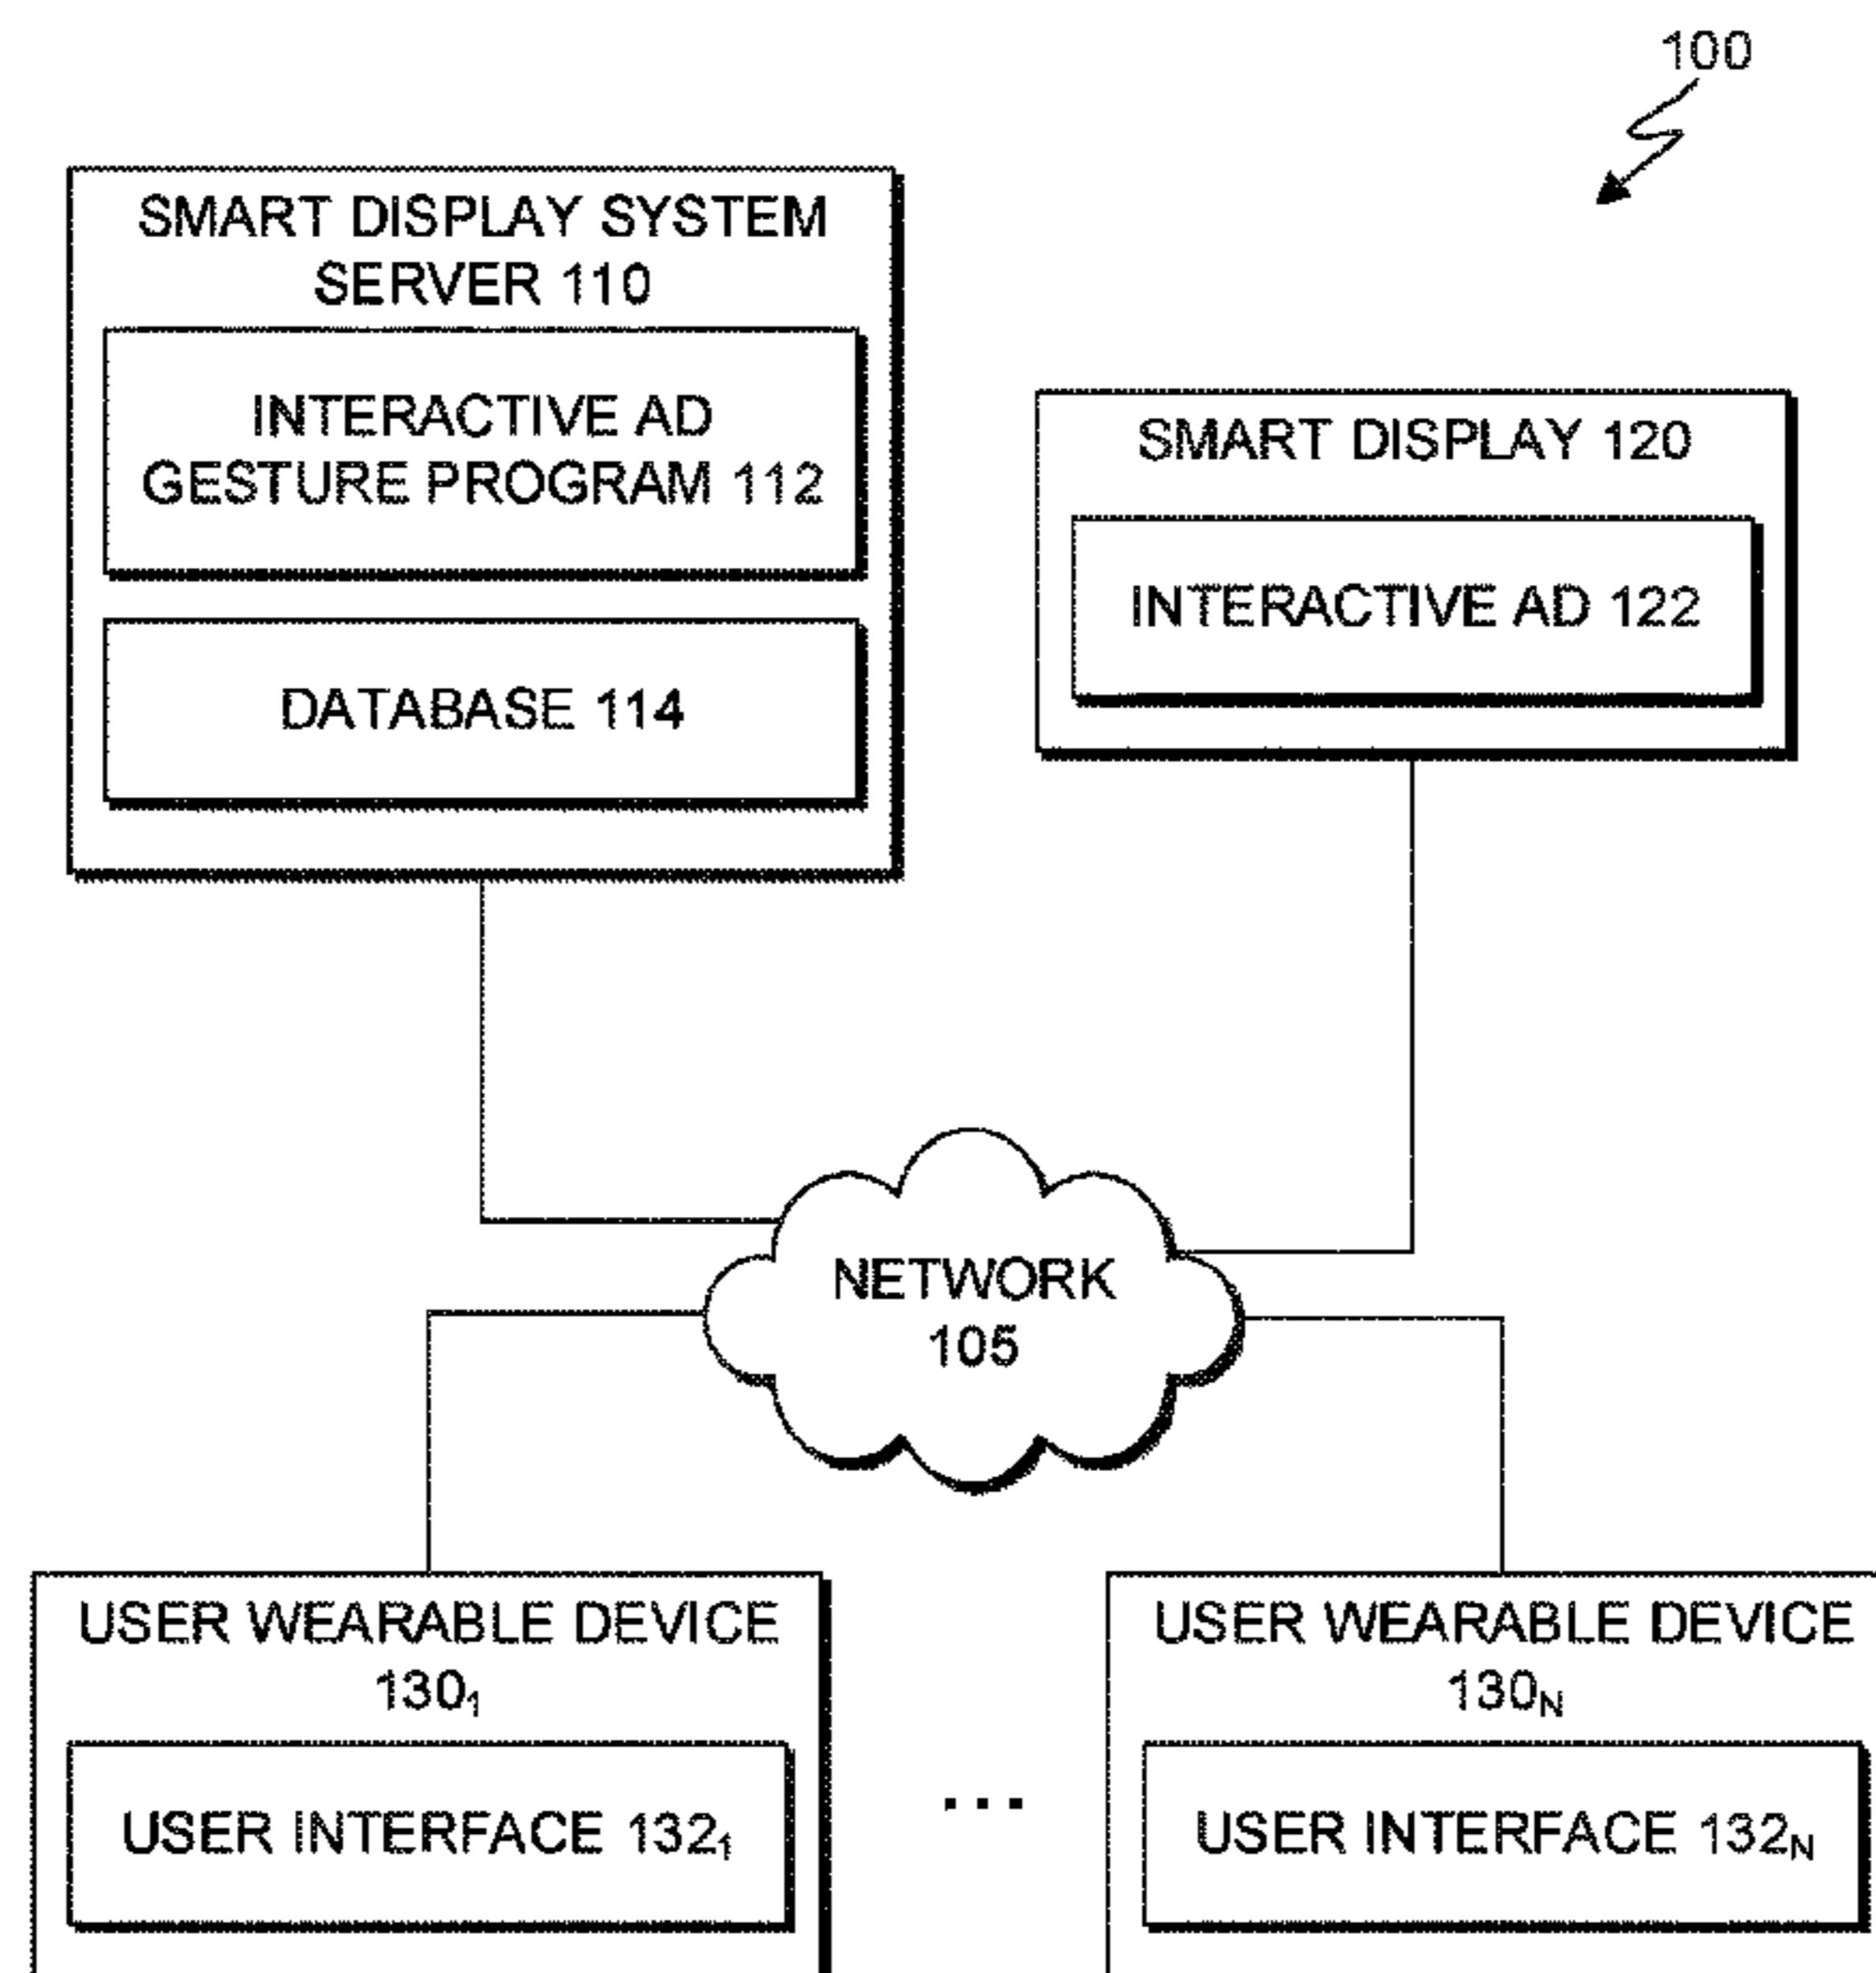 100
SMART DISPLAY SYSTEM
SERVER 110
INTERACTIVE AD
GESTURE PROGRAM 112
DATABASE 114
SMART DISPLAY 120
INTERACTIVE AD 122
NETWORK
105
USER WEARABLE DEVICE
130₁
USER INTERFACE 132₁
...
USER WEARABLE DEVICE
130N
USER INTERFACE 132N